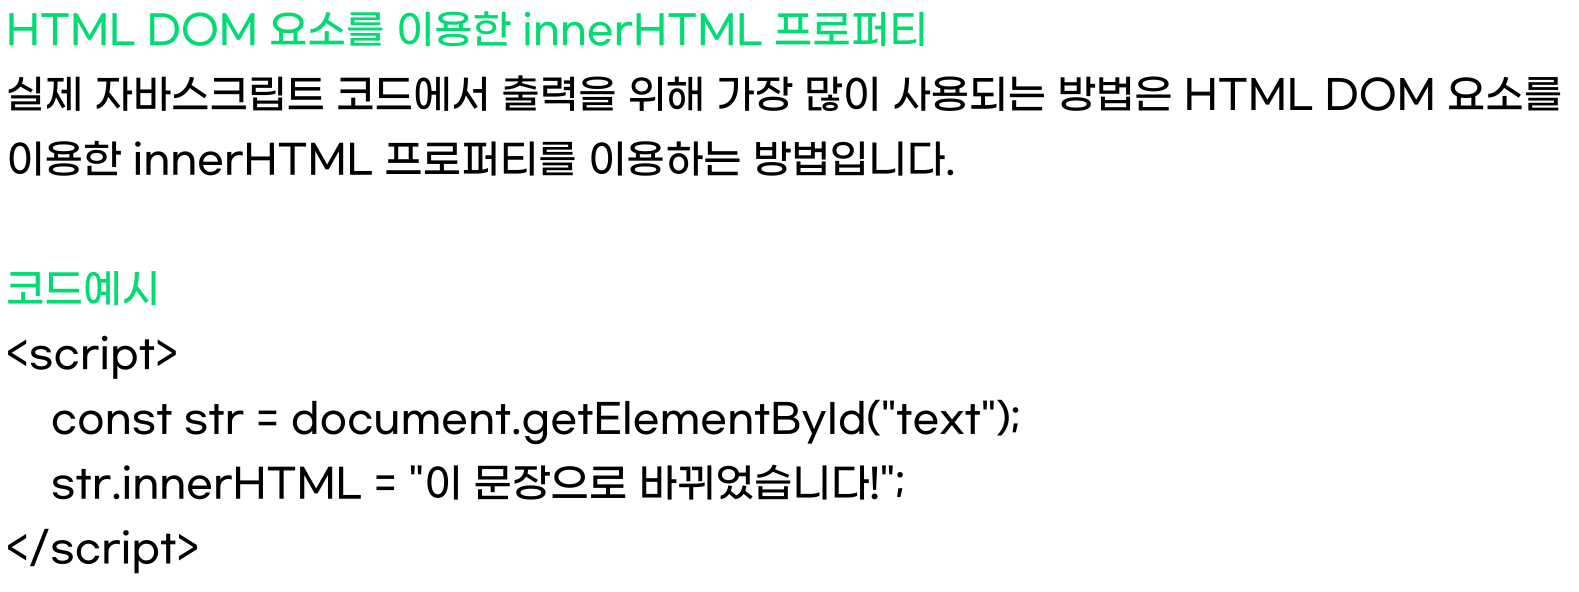 HTML DOM 요소를 이용한 innerHTML 프로퍼티
실제 자바스크립트 코드에서 출력을 위해 가장 많이 사용되는 방법은 HTML DOM 요소를
이용한 innerHTML 프로퍼티를 이용하는 방법입니다.
코드예시
<script>
const str = document.getElementById("text");
str.innerHTML = "이 문장으로 바뀌었습니다!";
</script>